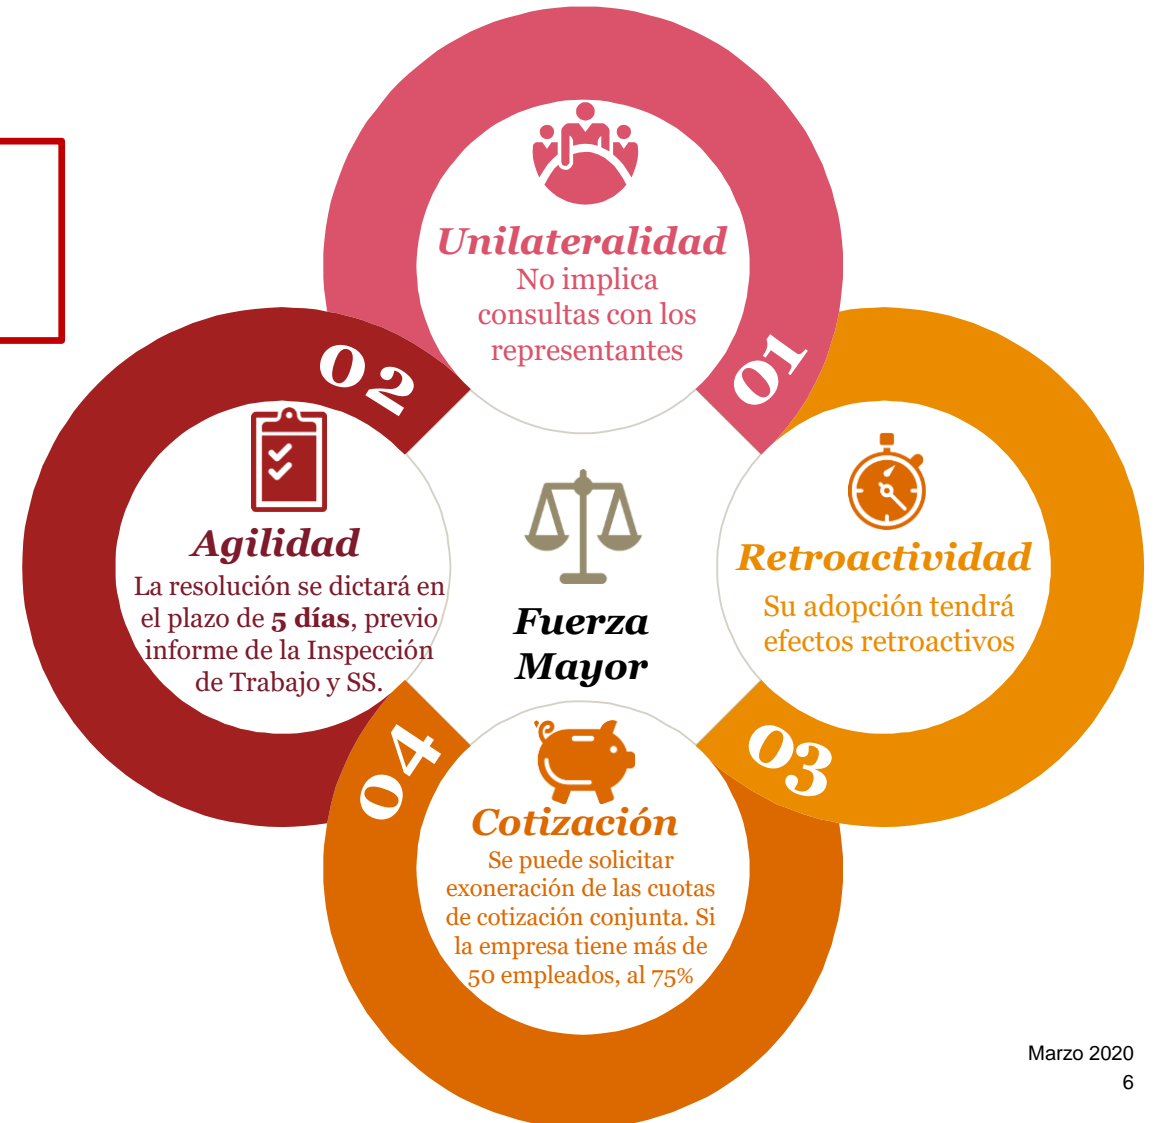 01
Unilateralidad
No implica
consultas con los
representantes
02
Agilidad
La resolución se dictará en
el plazo de 5 días, previo
informe de la Inspección
de Trabajo y SS.
Fuerza
Mayor
03
Retroactividad
Su adopción tendrá
efectos retroactivos
04
Cotización
Se puede solicitar
exoneración de las cuotas
de cotización conjunta. Si
la empresa tiene más de
50 empleados, al 75%
Marzo 2020
6